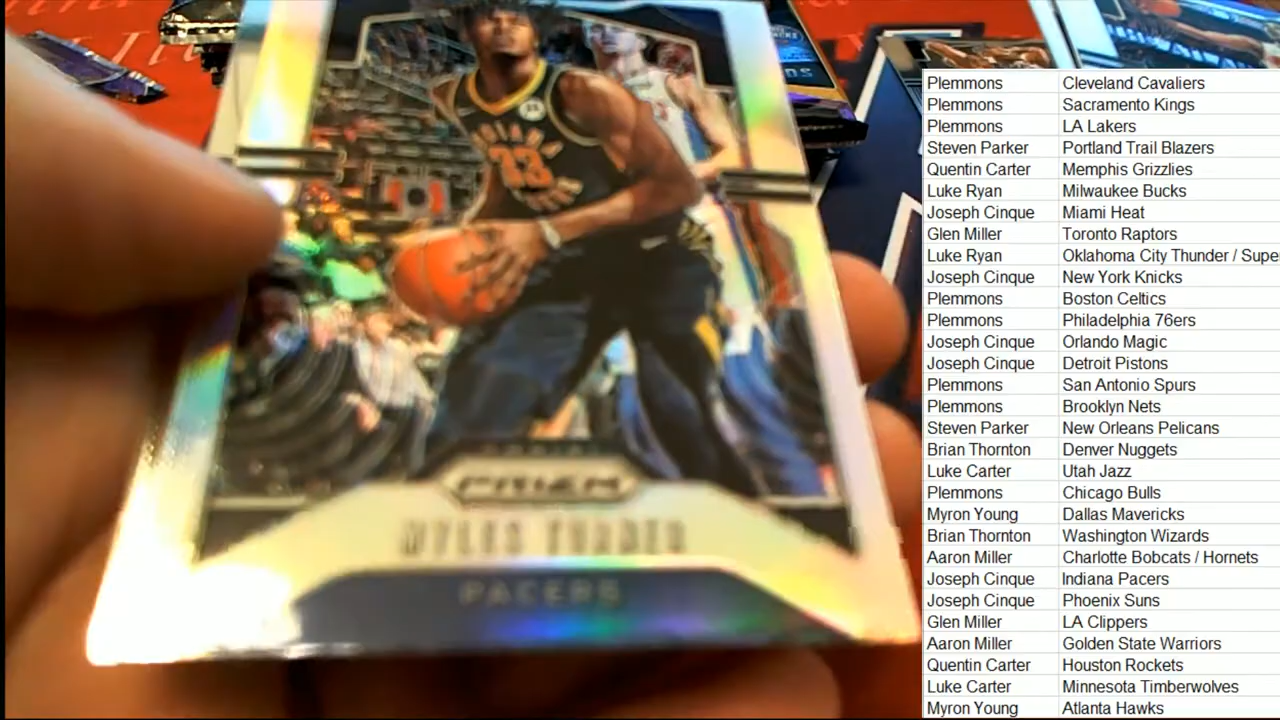 INDIANA
33
PACERS
PANINI
PRIZM
MYLES TURNER
PACERS
Plemmons Cleveland Cavaliers
Plemmons Sacramento Kings
Plemmons LA Lakers
Steven Parker Portland Trail Blazers
Quentin Carter Memphis Grizzlies
Luke Ryan Milwaukee Bucks
Joseph Cinque Miami Heat
Glen Miller Toronto Raptors
Luke Ryan Oklahoma City Thunder / Supe
Joseph Cinque New York Knicks
Plemmons Boston Celtics
Plemmons Philadelphia 76ers
Joseph Cinque Orlando Magic
Joseph Cinque Detroit Pistons
Plemmons San Antonio Spurs
Plemmons Brooklyn Nets
Steven Parker New Orleans Pelicans
Brian Thornton Denver Nuggets
Luke Carter Utah Jazz
Plemmons Chicago Bulls
Myron Young Dallas Mavericks
Brian Thornton Washington Wizards
Aaron Miller Charlotte Bobcats / Hornets
Joseph Cinque Indiana Pacers
Joseph Cinque Phoenix Suns
Glen Miller LA Clippers
Aaron Miller Golden State Warriors
Quentin Carter Houston Rockets
Luke Carter Minnesota Timberwolves
Myron Young Atlanta Hawks